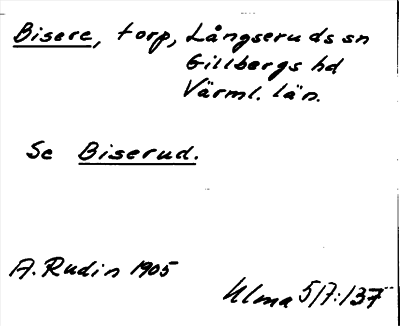 Bisere, torp, Långseruds sn
Gillbergs hd
Värml. län.
Se Biserud.
A. Rudin 1905
Ulma 517:137